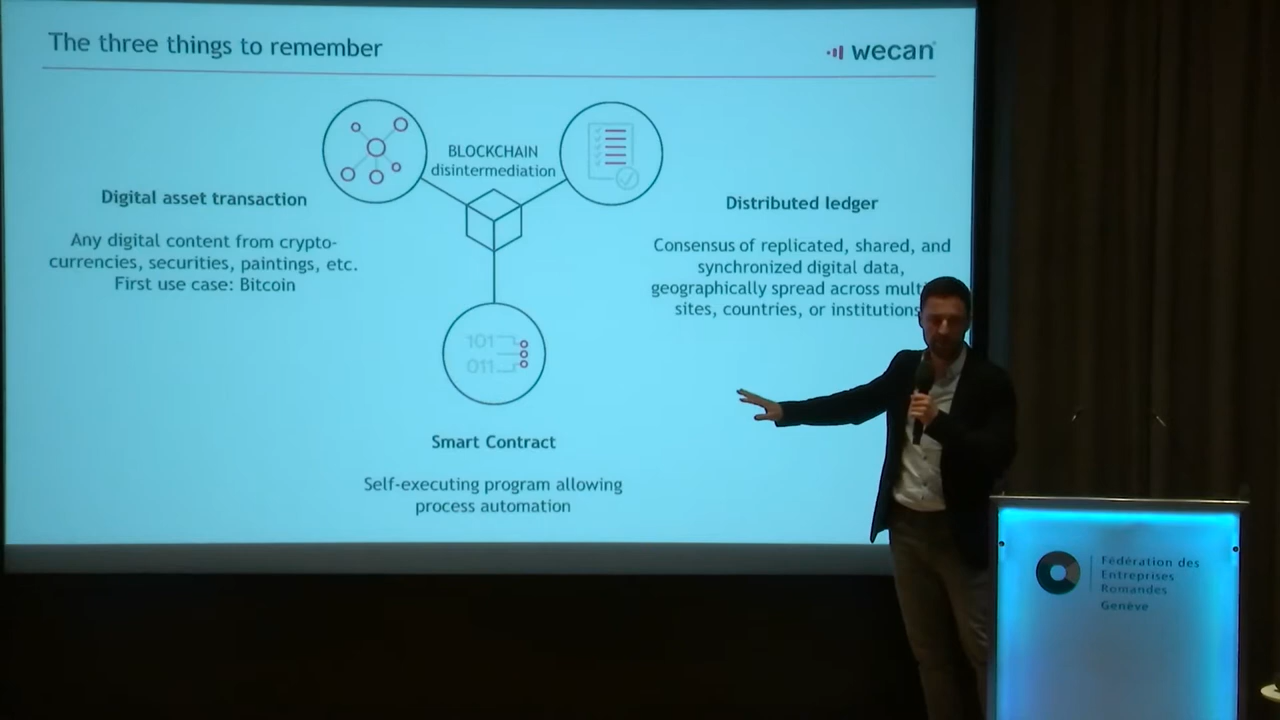 The three things to remember
wecan
BLOCKCHAIN
disintermediation
Digital asset transaction
Any digital content from crypto-
currencies, securities, paintings, etc.
First use case: Bitcoin
Distributed ledger
Consensus of replicated, shared, and
synchronized digital data,
geographically spread across
sites, countries, or institutions
101
011
Smart Contract
Self-executing program allowing
process automation
Fédération des
Entreprises
Romandes
Genève